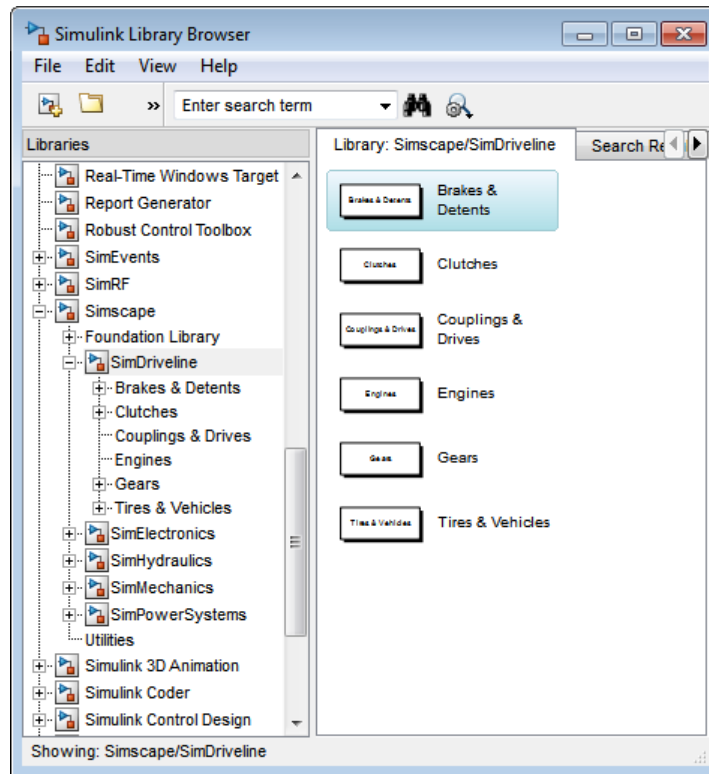 Simulink Library Browser
File Edit View Help
» Enter search term
Libraries
Real-Time Windows Target
Report Generator
Robust Control Toolbox
SimEvents
SimRF
Simscape
Foundation Library
SimDriveline
Brakes & Detents
Clutches
Couplings & Drives
Engines
Gears
Tires & Vehicles
SimElectronics
SimHydraulics
SimMechanics
SimPowerSystems
Utilities
Simulink 3D Animation
Simulink Coder
Simulink Control Design
Library: Simscape/SimDriveline
Search Re
Brakes & Detents
Brakes &
Detents
Clutches
Clutches
Couplings & Drives
Couplings &
Drives
Engines
Engines
Gears
Gears
Tires & Vehicles
Tires & Vehicles
Showing: Simscape/SimDriveline